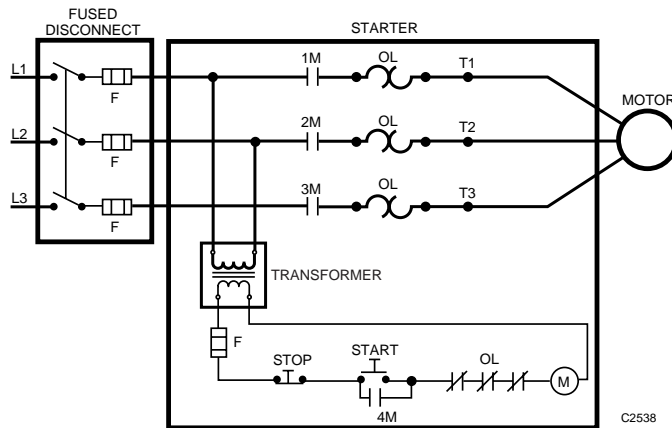 FUSED
DISCONNECT
STARTER
L1
F
1M
OL
T1
MOTOR
L2
F
2M
OL
T2
L3
F
3M
OL
T3
TRANSFORMER
F
STOP
START
OL
M
4M
C2538